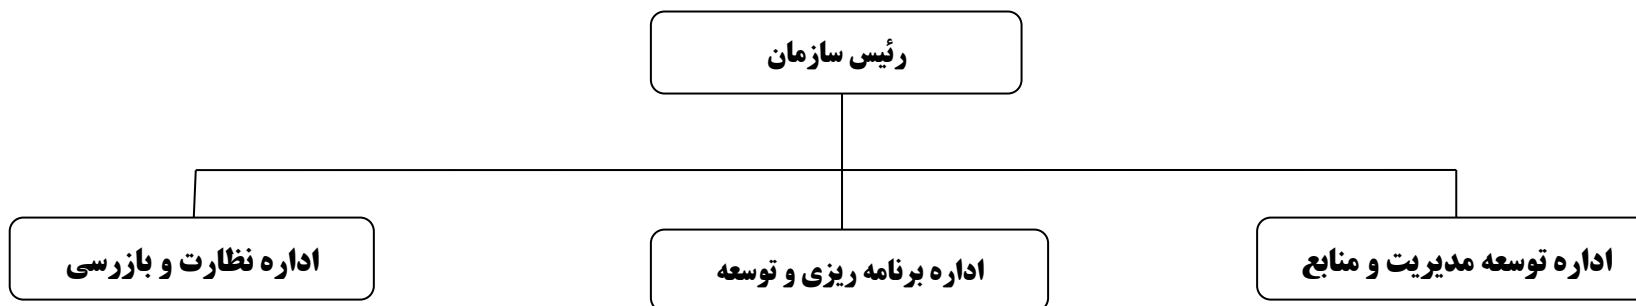 رئیس سازمان
اداره توسعه مدیریت و منابع
اداره برنامه ریزی و توسعه
اداره نظارت و بازرسی